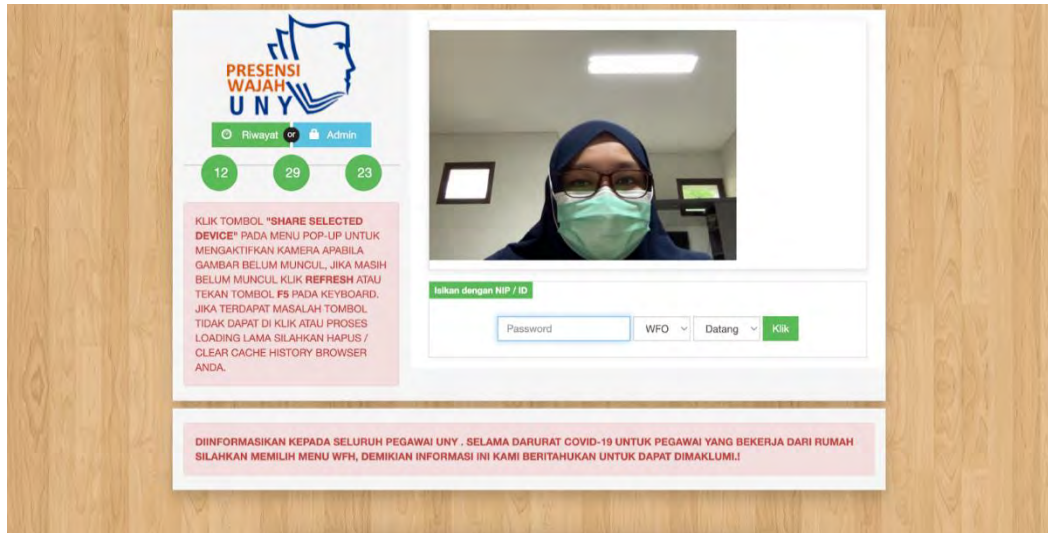 PRESENSI
WAJAH
UNY
Riwayat or Admin
12 29 23
KLIK TOMBOL "SHARE SELECTED
DEVICE" PADA MENU POP-UP UNTUK
MENGAKTIFKAN KAMERA APABILA
GAMBAR BELUM MUNCUL, JIKA MASIH
BELUM MUNCUL KLIK REFRESH ATAU
TEKAN TOMBOL F5 PADA KEYBOARD.
JIKA TERDAPAT MASALAH TOMBOL
TIDAK DAPAT DI KLIK ATAU PROSES
LOADING LAMA SILAHKAN HAPUS /
CLEAR CACHE HISTORY BROWSER
ANDA.
Isikan dengan NIP / ID
Password WFO Datang Klik
DIINFORMASIKAN KEPADA SELURUH PEGAWAI UNY . SELAMA DARURAT COVID-19 UNTUK PEGAWAI YANG BEKERJA DARI RUMAH
SILAHKAN MEMILIH MENU WFH, DEMIKIAN INFORMASI INI KAMI BERITAHUKAN UNTUK DAPAT DIMAKLUMI.!